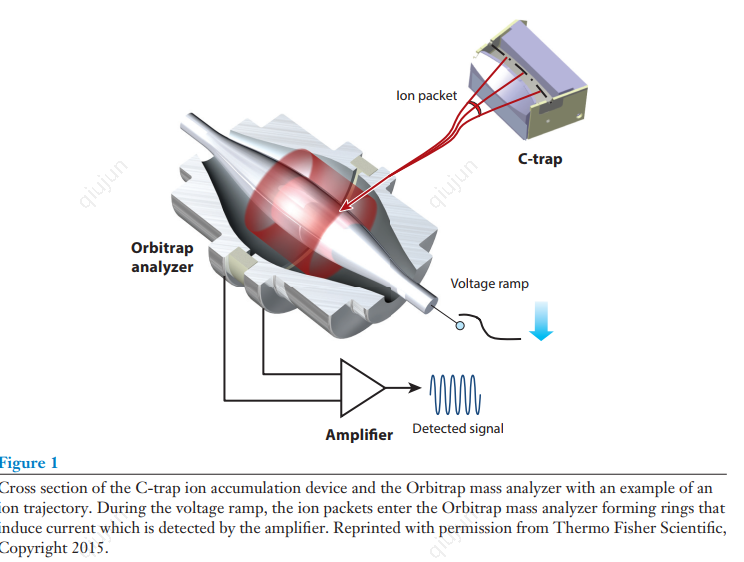 Ion packet
C-trap
Orbitrap
analyzer
Voltage ramp
Amplifier
Detected signal
Figure 1
Cross section of the C-trap ion accumulation device and the Orbitrap mass analyzer with an example of an
ion trajectory. During the voltage ramp, the ion packets enter the Orbitrap mass analyzer forming rings that
induce current which is detected by the amplifier. Reprinted with permission from Thermo Fisher Scientific,
Copyright 2015.
qiujun
qiujun
qiujun
qiujun